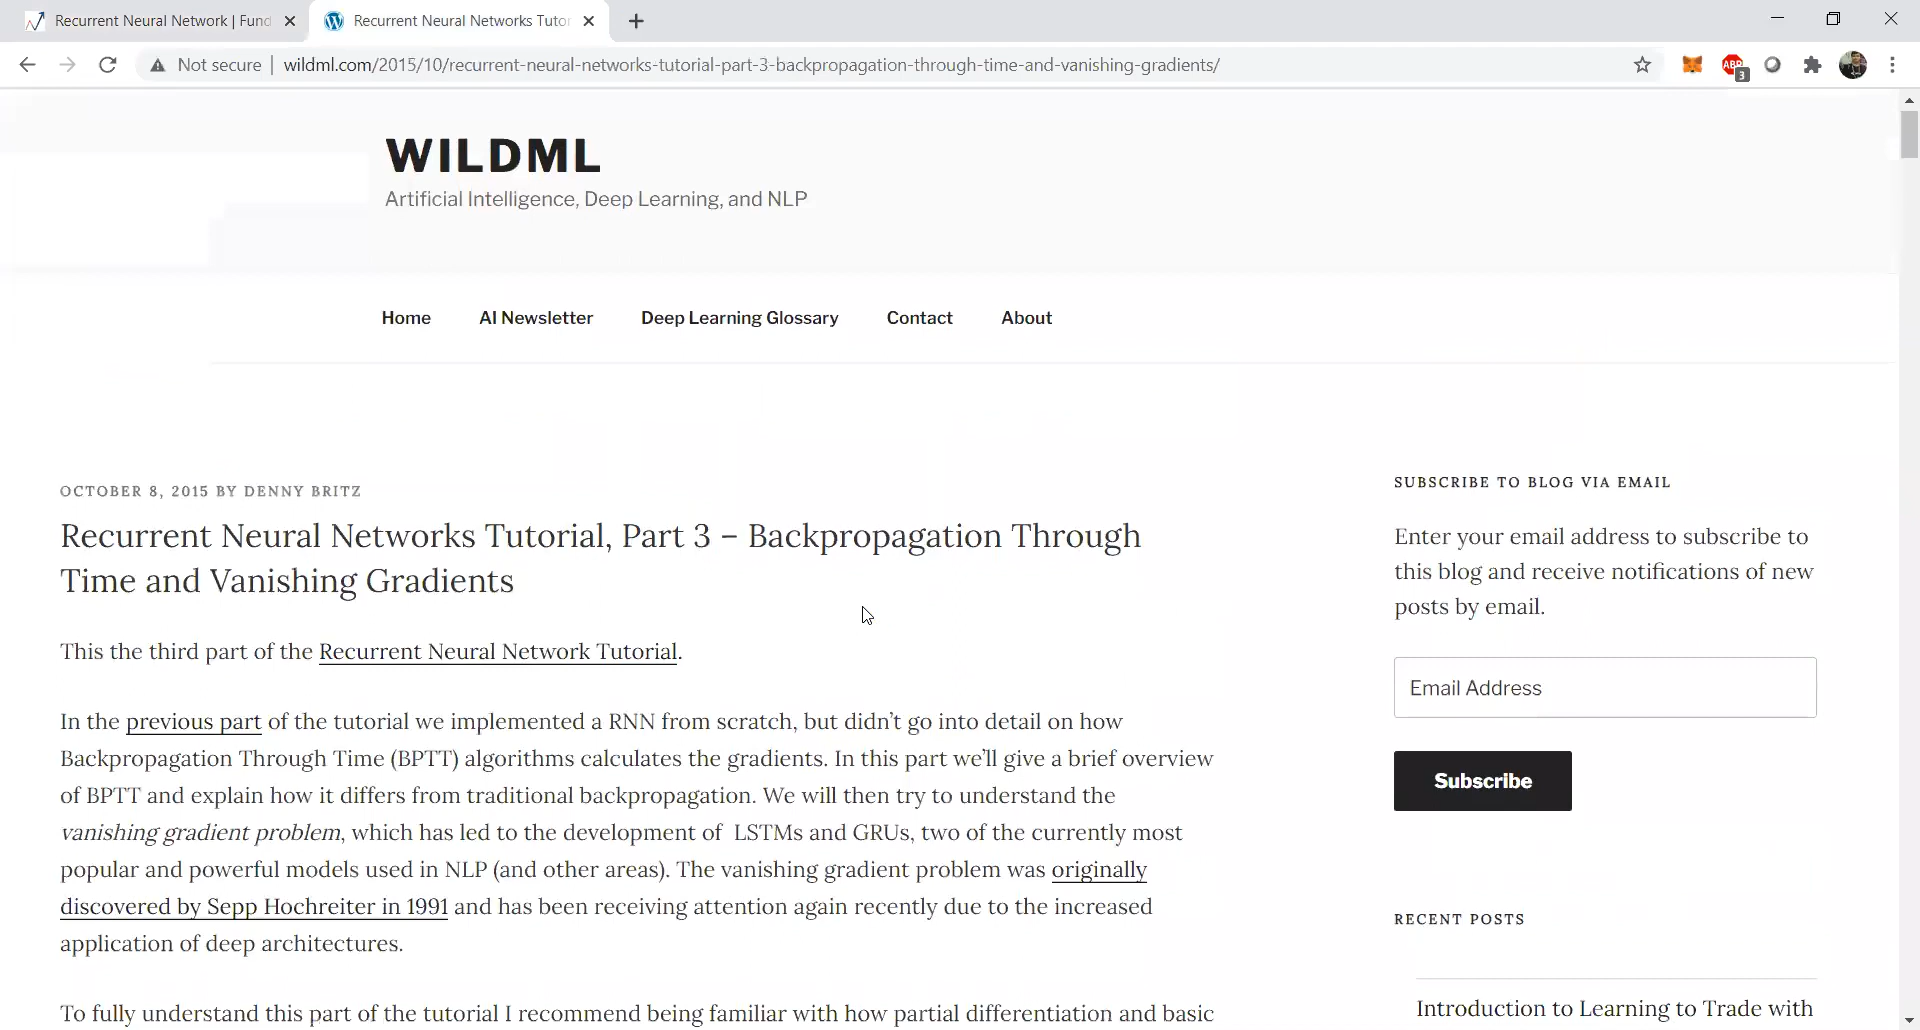 Recurrent Neural Network | Fund
Recurrent Neural Networks Tutor
Not secure
wildml.com/2015/10/recurrent-neural-networks-tutorial-part-3-backpropagation-through-time-and-vanishing-gradients/
ABP
3
WILDML
Artificial Intelligence, Deep Learning, and NLP
Home
AI Newsletter
Deep Learning Glossary
Contact
About
OCTOBER 8, 2015 BY DENNY BRITZ
Recurrent Neural Networks Tutorial, Part 3 – Backpropagation Through
Time and Vanishing Gradients
This the third part of the Recurrent Neural Network Tutorial.
In the previous part of the tutorial we implemented a RNN from scratch, but didn't go into detail on how
Backpropagation Through Time (BPTT) algorithms calculates the gradients. In this part we'll give a brief overview
of BPTT and explain how it differs from traditional backpropagation. We will then try to understand the
vanishing gradient problem, which has led to the development of LSTMs and GRUs, two of the currently most
popular and powerful models used in NLP (and other areas). The vanishing gradient problem was originally
discovered by Sepp Hochreiter in 1991 and has been receiving attention again recently due to the increased
application of deep architectures.
To fully understand this part of the tutorial I recommend being familiar with how partial differentiation and basic
SUBSCRIBE TO BLOG VIA EMAIL
Enter your email address to subscribe to
this blog and receive notifications of new
posts by email.
Email Address
Subscribe
RECENT POSTS
Introduction to Learning to Trade with